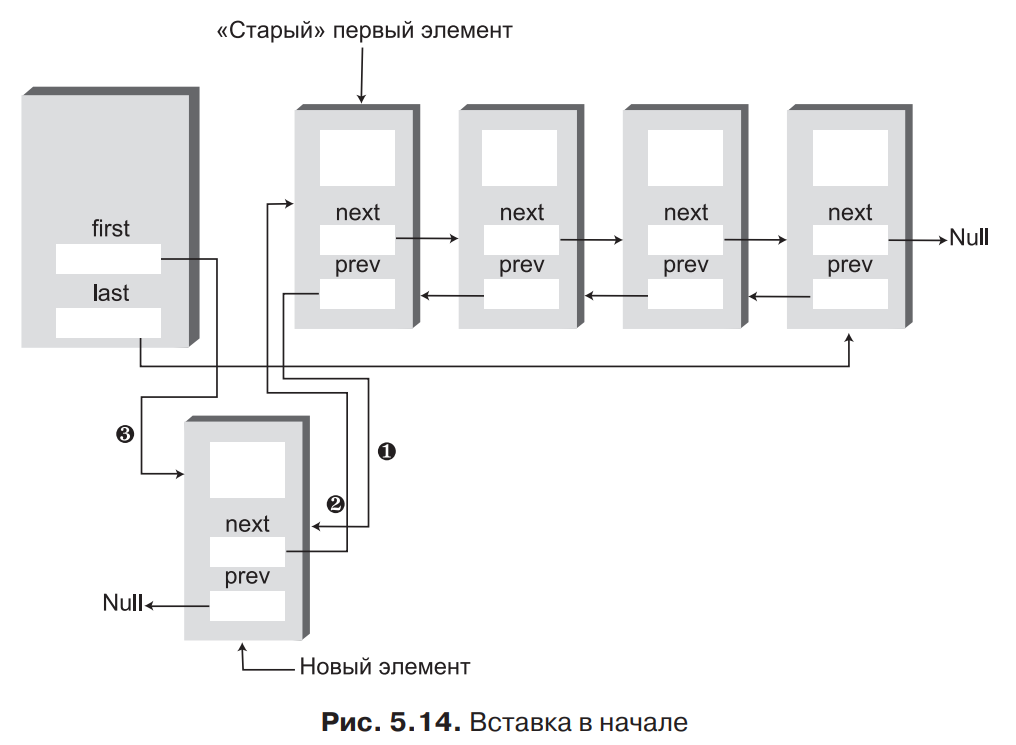 «Старый» первый элемент
first
last
next
prev
next
prev
next
prev
next
prev
Null
❸
❶
❷
next
prev
Null
Новый элемент
Рис. 5.14. Вставка в начале